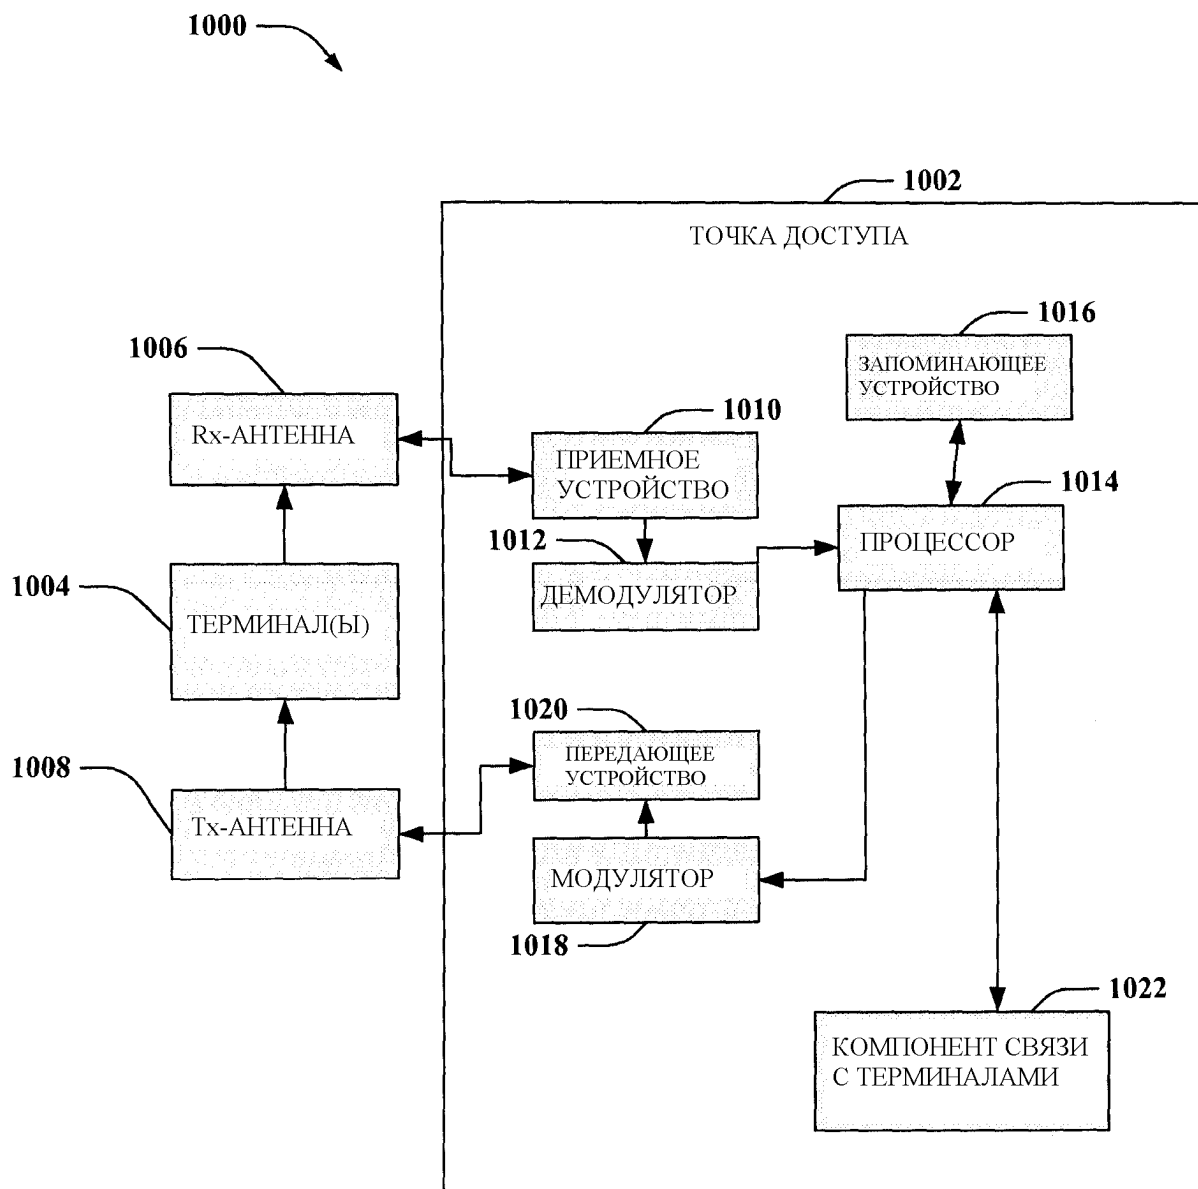 1000
1002
ТОЧКА ДОСТУПА
1016
ЗАПОМИНАЮЩЕЕ
УСТРОЙСТВО
1006
Rx-АНТЕННА
1010
ПРИЕМНОЕ
УСТРОЙСТВО
1014
ПРОЦЕССОР
1012
ДЕМОДУЛЯТОР
1004
ТЕРМИНАЛ(Ы)
1020
ПЕРЕДАЮЩЕЕ
УСТРОЙСТВО
1008
Tx-АНТЕННА
МОДУЛЯТОР
1018
1022
КОМПОНЕНТ СВЯЗИ
С ТЕРМИНАЛАМИ